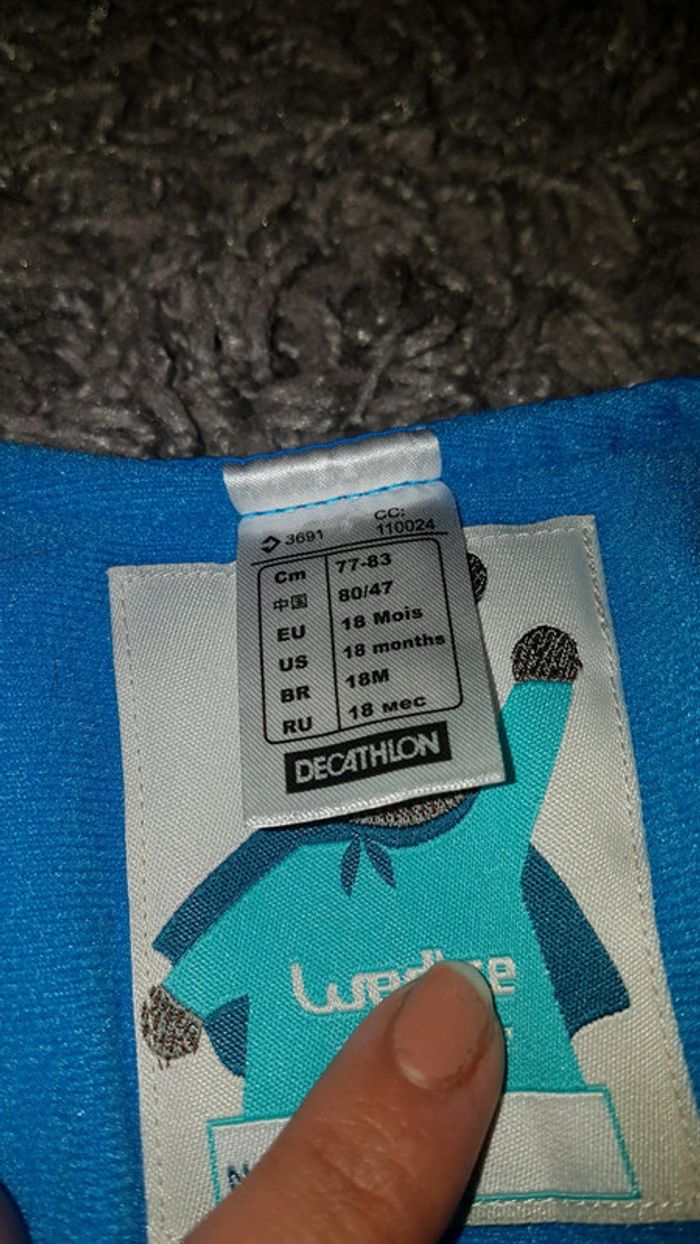 3691 CC: 110024
Cm 77-83
中国 80/47
EU 18 Mois
US 18 months
BR 18M
RU 18 мес
DECATHLON